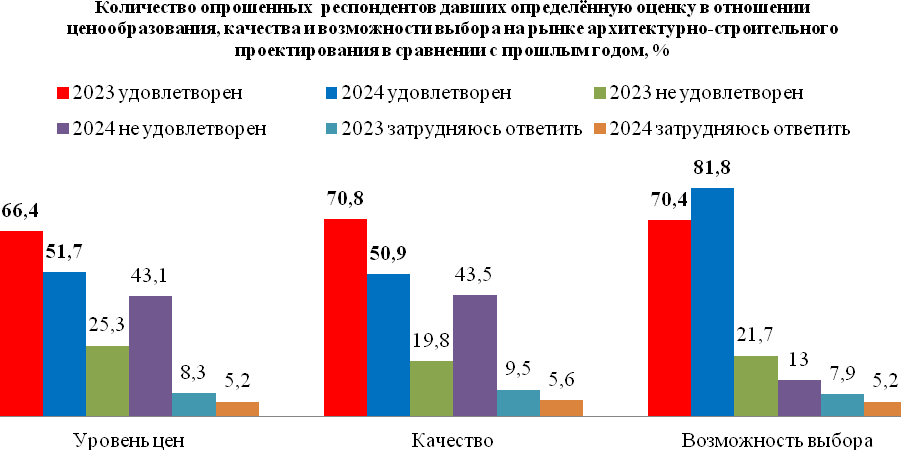 Количество опрошенных респондентов давших определённую оценку в отношении
ценообразования, качества и возможности выбора на рынке архитектурно-строительного
проектирования в сравнении с прошлым годом, %
2023 удовлетворен
2024 удовлетворен
2023 не удовлетворен
2024 не удовлетворен
2023 затрудняюсь ответить
2024 затрудняюсь ответить
66,4
51,7
25,3
43,1
8,3
5,2
70,8
50,9
19,8
43,5
9,5
5,6
70,4
81,8
21,7
13
7,9
5,2
Уровень цен
Качество
Возможность выбора